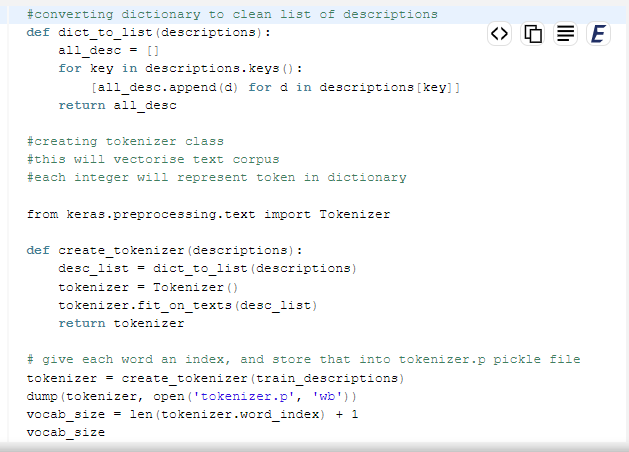 #converting dictionary to clean list of descriptions
def dict_to_list(descriptions):
    all_desc = []
    for key in descriptions.keys():
        [all_desc.append(d) for d in descriptions[key]]
    return all_desc

#creating tokenizer class
#this will vectorise text corpus
#each integer will represent token in dictionary

from keras.preprocessing.text import Tokenizer

def create_tokenizer(descriptions):
    desc_list = dict_to_list(descriptions)
    tokenizer = Tokenizer()
    tokenizer.fit_on_texts(desc_list)
    return tokenizer

# give each word an index, and store that into tokenizer.p pickle file
tokenizer = create_tokenizer(train_descriptions)
dump(tokenizer, open('tokenizer.p', 'wb'))
vocab_size = len(tokenizer.word_index) + 1
vocab_size